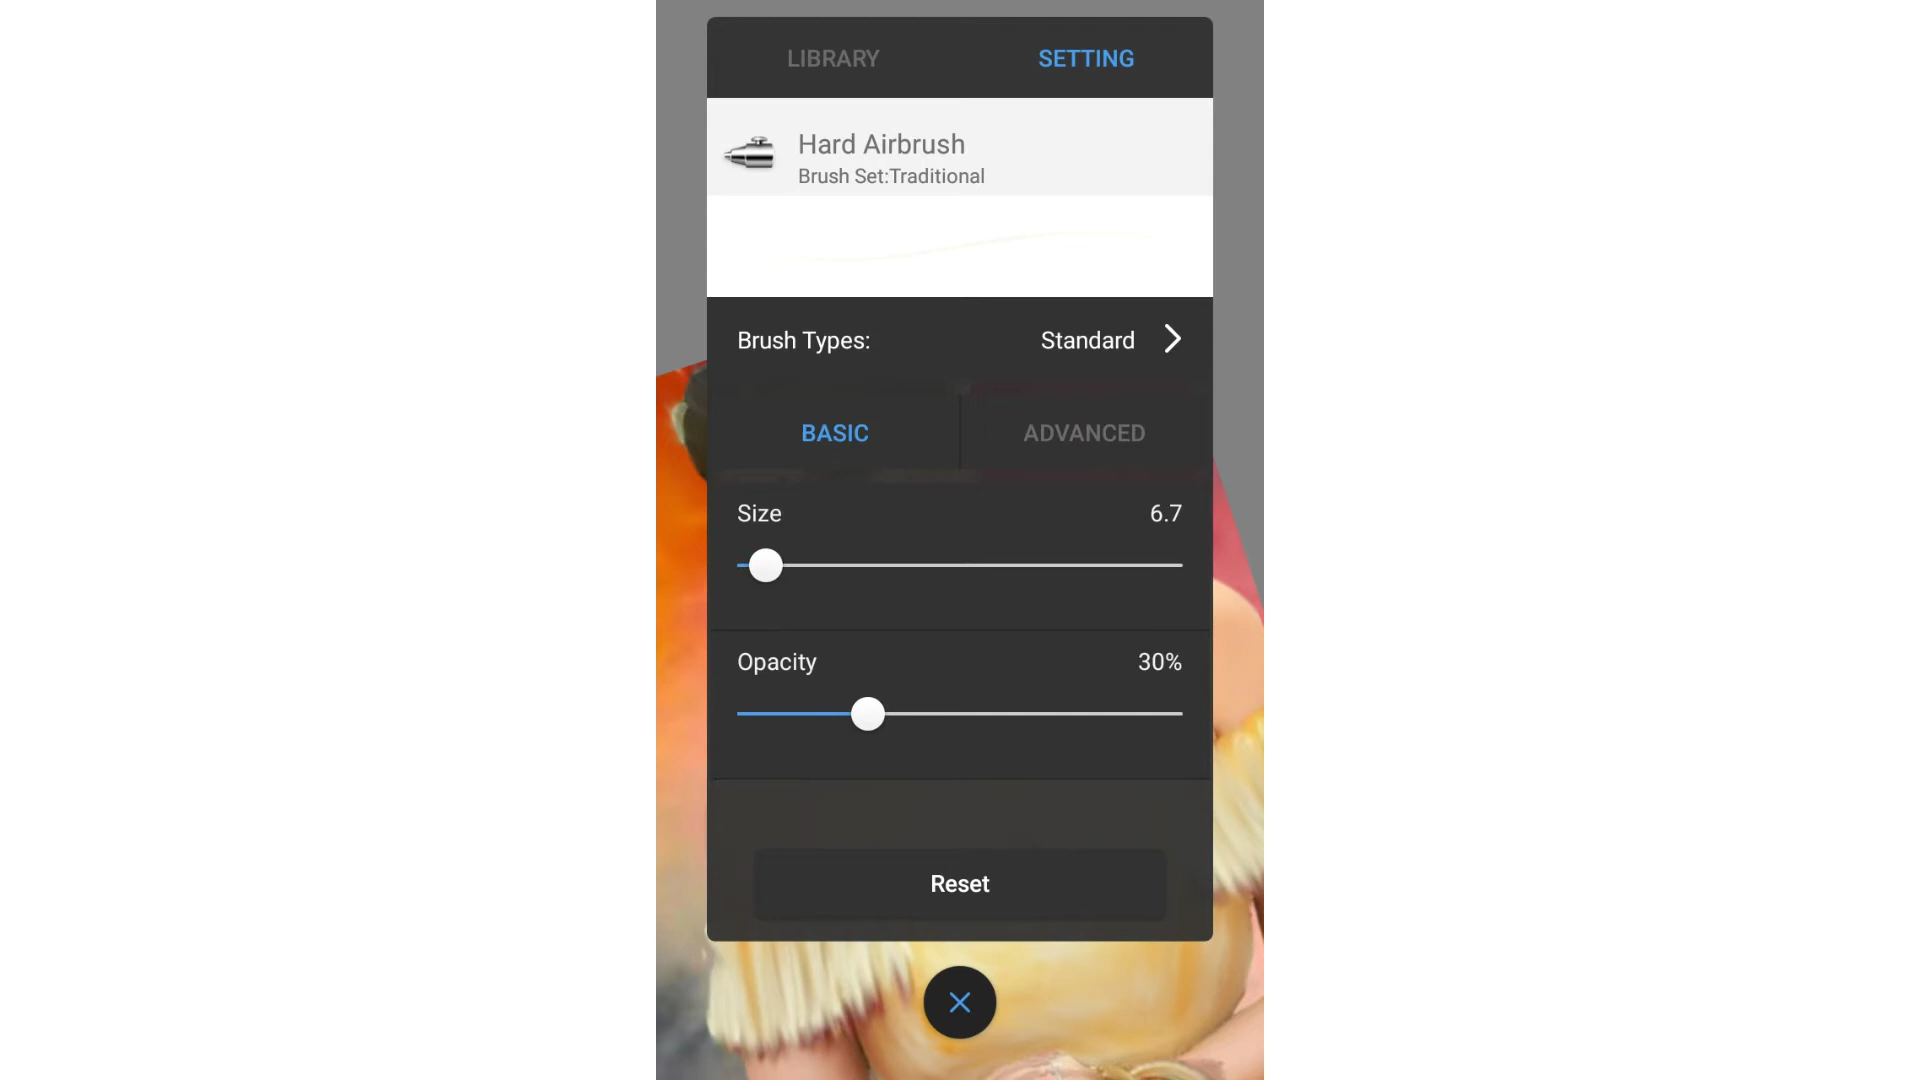 LIBRARY SETTING
Hard Airbrush
Brush Set:Traditional
Brush Types: Standard
BASIC ADVANCED
Size 6.7
Opacity 30%
Reset